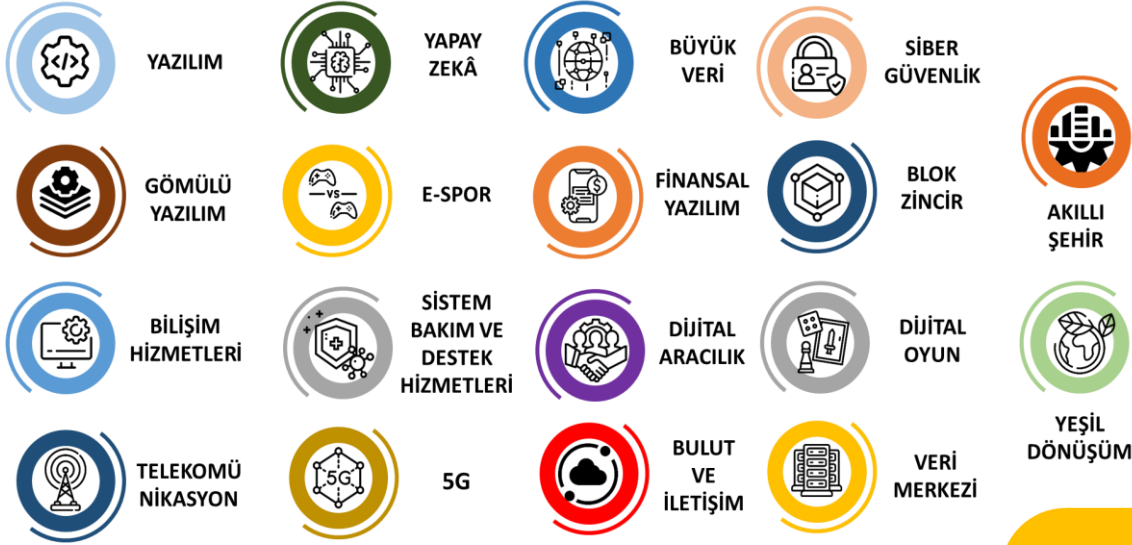 YAZILIM
YAPAY
ZEKÂ
BÜYÜK
VERİ
SİBER
GÜVENLİK
GÖMÜLÜ
YAZILIM
VS
E-SPOR
FİNANSAL
YAZILIM
BLOK
ZİNCİR
AKILLI
ŞEHİR
BİLİŞİM
HİZMETLERİ
SİSTEM
BAKIM VE
DESTEK
HİZMETLERİ
DİJİTAL
ARACILIK
DİJİTAL
OYUN
YEŞİL
DÖNÜŞÜM
TELEKOMÜ
NİKASYON
5G
5G
BULUT
VE
İLETİŞİM
VERİ
MERKEZİ